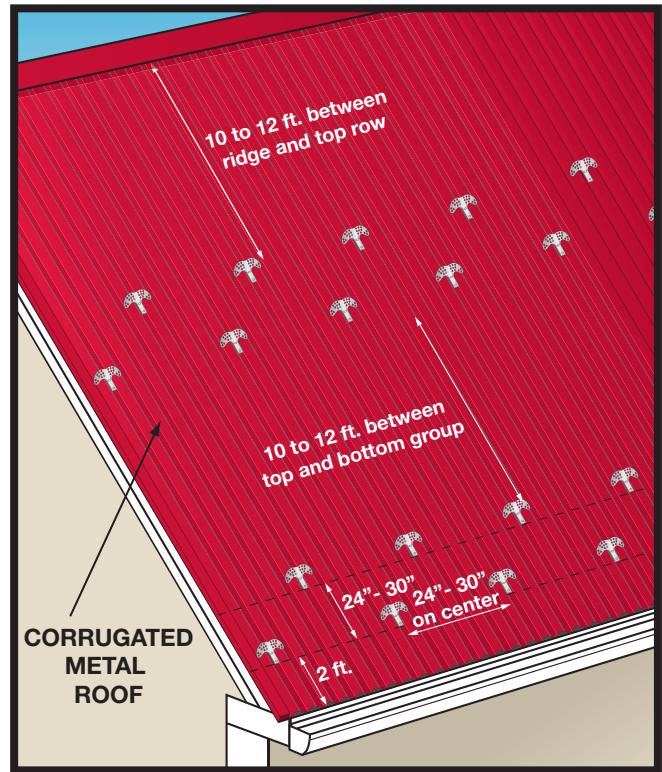 10 to 12 ft. between
ridge and top row
10 to 12 ft. between
top and bottom group
24”- 30”
24”- 30”
on center
2 ft.
CORRUGATED
METAL
ROOF